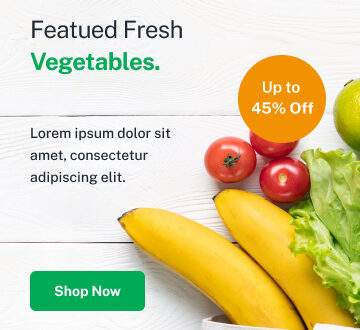 Featued Fresh
Vegetables.
Up to
45% Off
Lorem ipsum dolor sit
amet, consectetur
adipiscing elit.
Shop Now